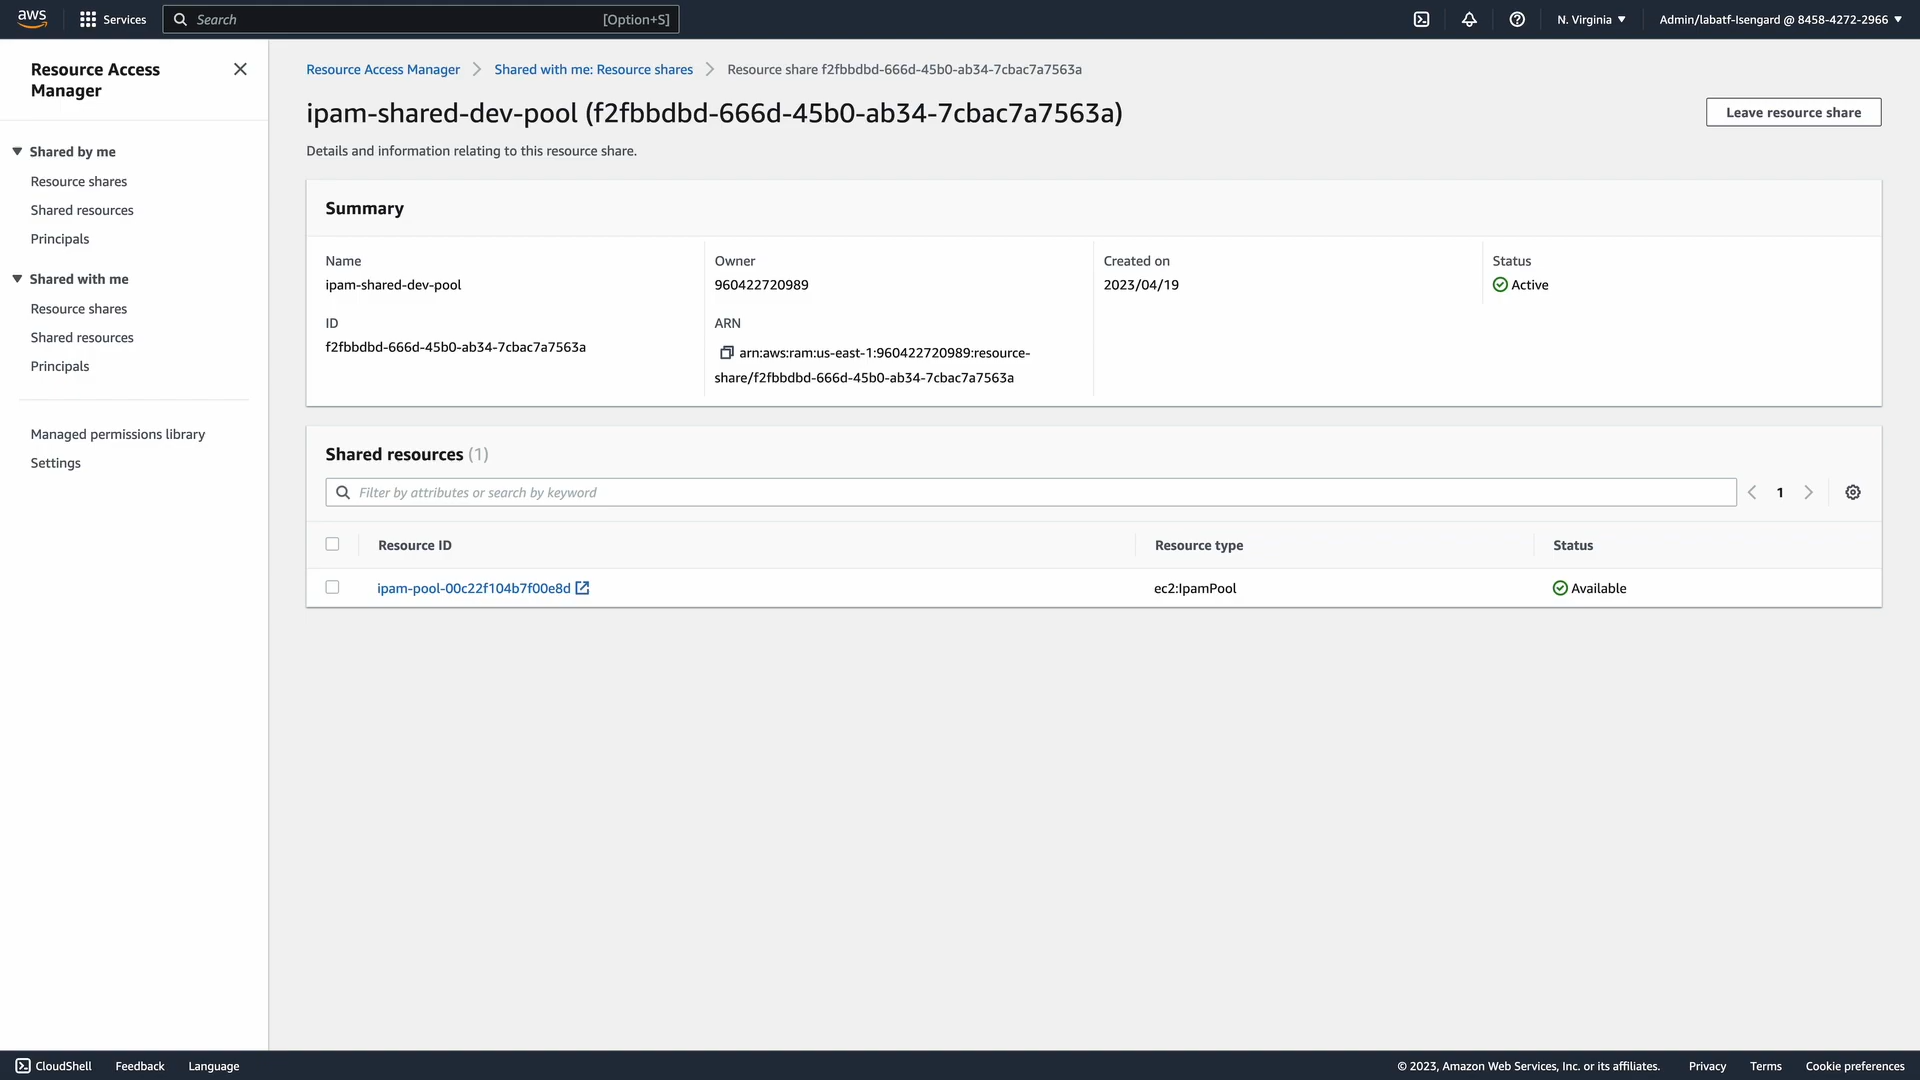 aws
Services
Search
[Option+S]
N. Virginia
Admin/labatf-Isengard @ 8458-4272-2966
Resource Access
Manager
Shared by me
Resource shares
Shared resources
Principals
Shared with me
Resource shares
Shared resources
Principals
Managed permissions library
Settings
Resource Access Manager
Shared with me: Resource shares
Resource share f2fbbdbd-666d-45b0-ab34-7cbac7a7563a
ipam-shared-dev-pool (f2fbbdbd-666d-45b0-ab34-7cbac7a7563a)
Leave resource share
Details and information relating to this resource share.
Summary
Name
ipam-shared-dev-pool
ID
f2fbbdbd-666d-45b0-ab34-7cbac7a7563a
Owner
960422720989
ARN
arn:aws:ram:us-east-1:960422720989:resource-
share/f2fbbdbd-666d-45b0-ab34-7cbac7a7563a
Created on
2023/04/19
Status
Active
Shared resources (1)
Filter by attributes or search by keyword
1
Resource ID
Resource type
Status
ipam-pool-00c22f104b7f00e8d
ec2:IpamPool
Available
CloudShell
Feedback
Language
© 2023, Amazon Web Services, Inc. or its affiliates.
Privacy
Terms
Cookie preferences